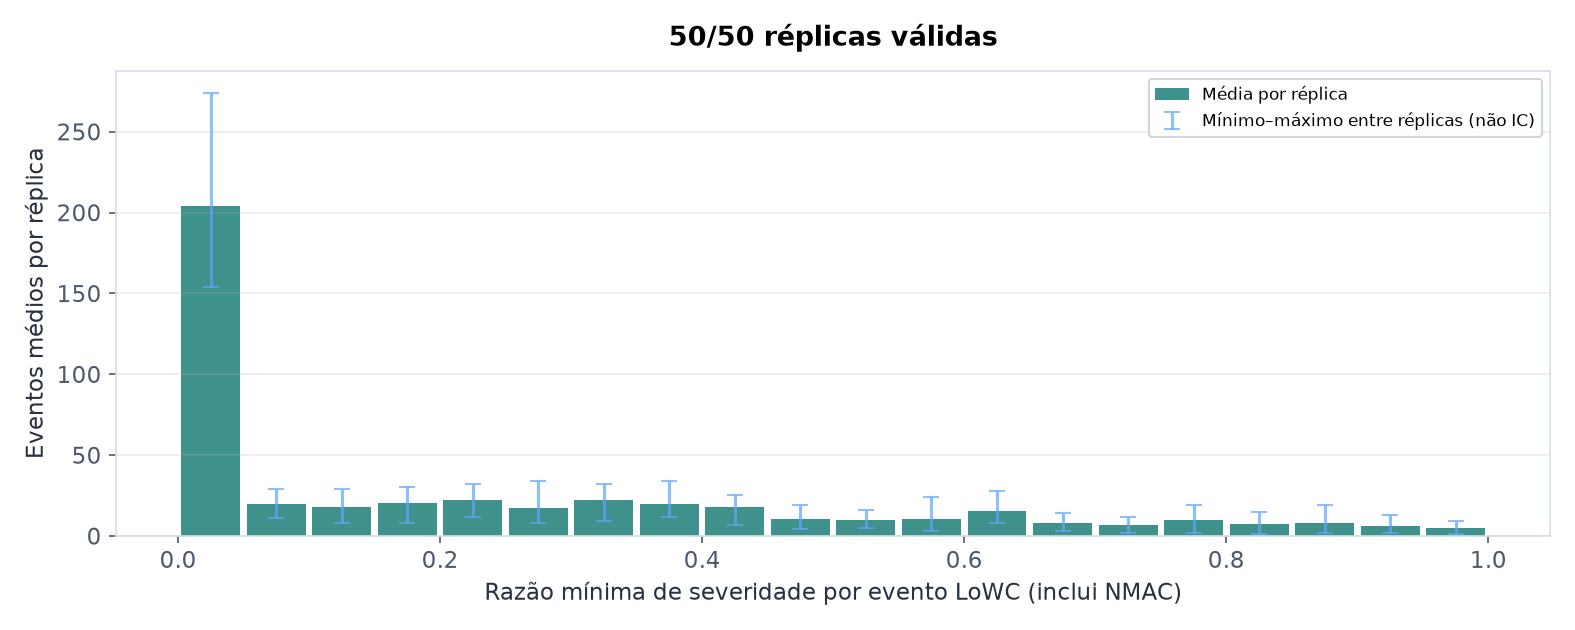 50/50 réplicas válidas
Média por réplica
Mínimo–máximo entre réplicas (não IC)
Eventos médios por réplica
250
200
150
100
50
0
0.0
0.2
0.4
0.6
0.8
1.0
Razão mínima de severidade por evento LoWC (inclui NMAC)